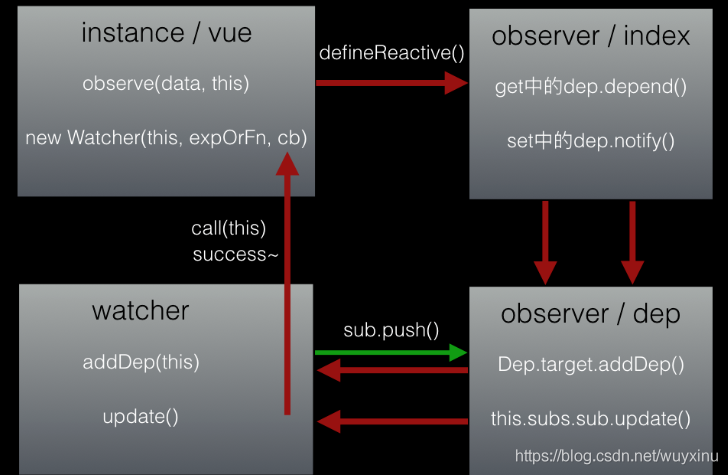 instance / vue
observe(data, this)
new Watcher(this, expOrFn, cb)
defineReactive()
observer / index
get中的dep.depend()
set中的dep.notify()
call(this)
success~
watcher
addDep(this)
update()
sub.push()
observer / dep
Dep.target.addDep()
this.subs.sub.update()
https://blog.csdn.net/wuyxinu